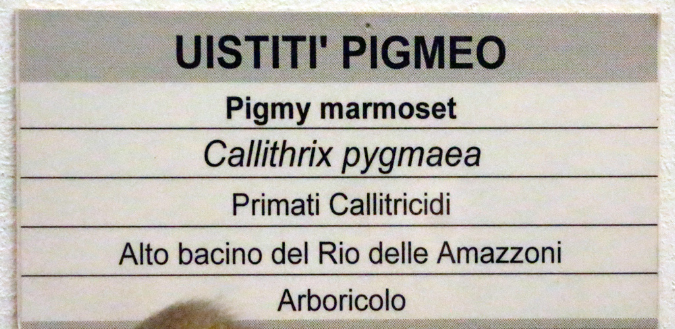 UISTITI' PIGMEO
Pigmy marmoset
Callithrix pygmaea
Primati Callitricidi
Alto bacino del Rio delle Amazzoni
Arboricolo